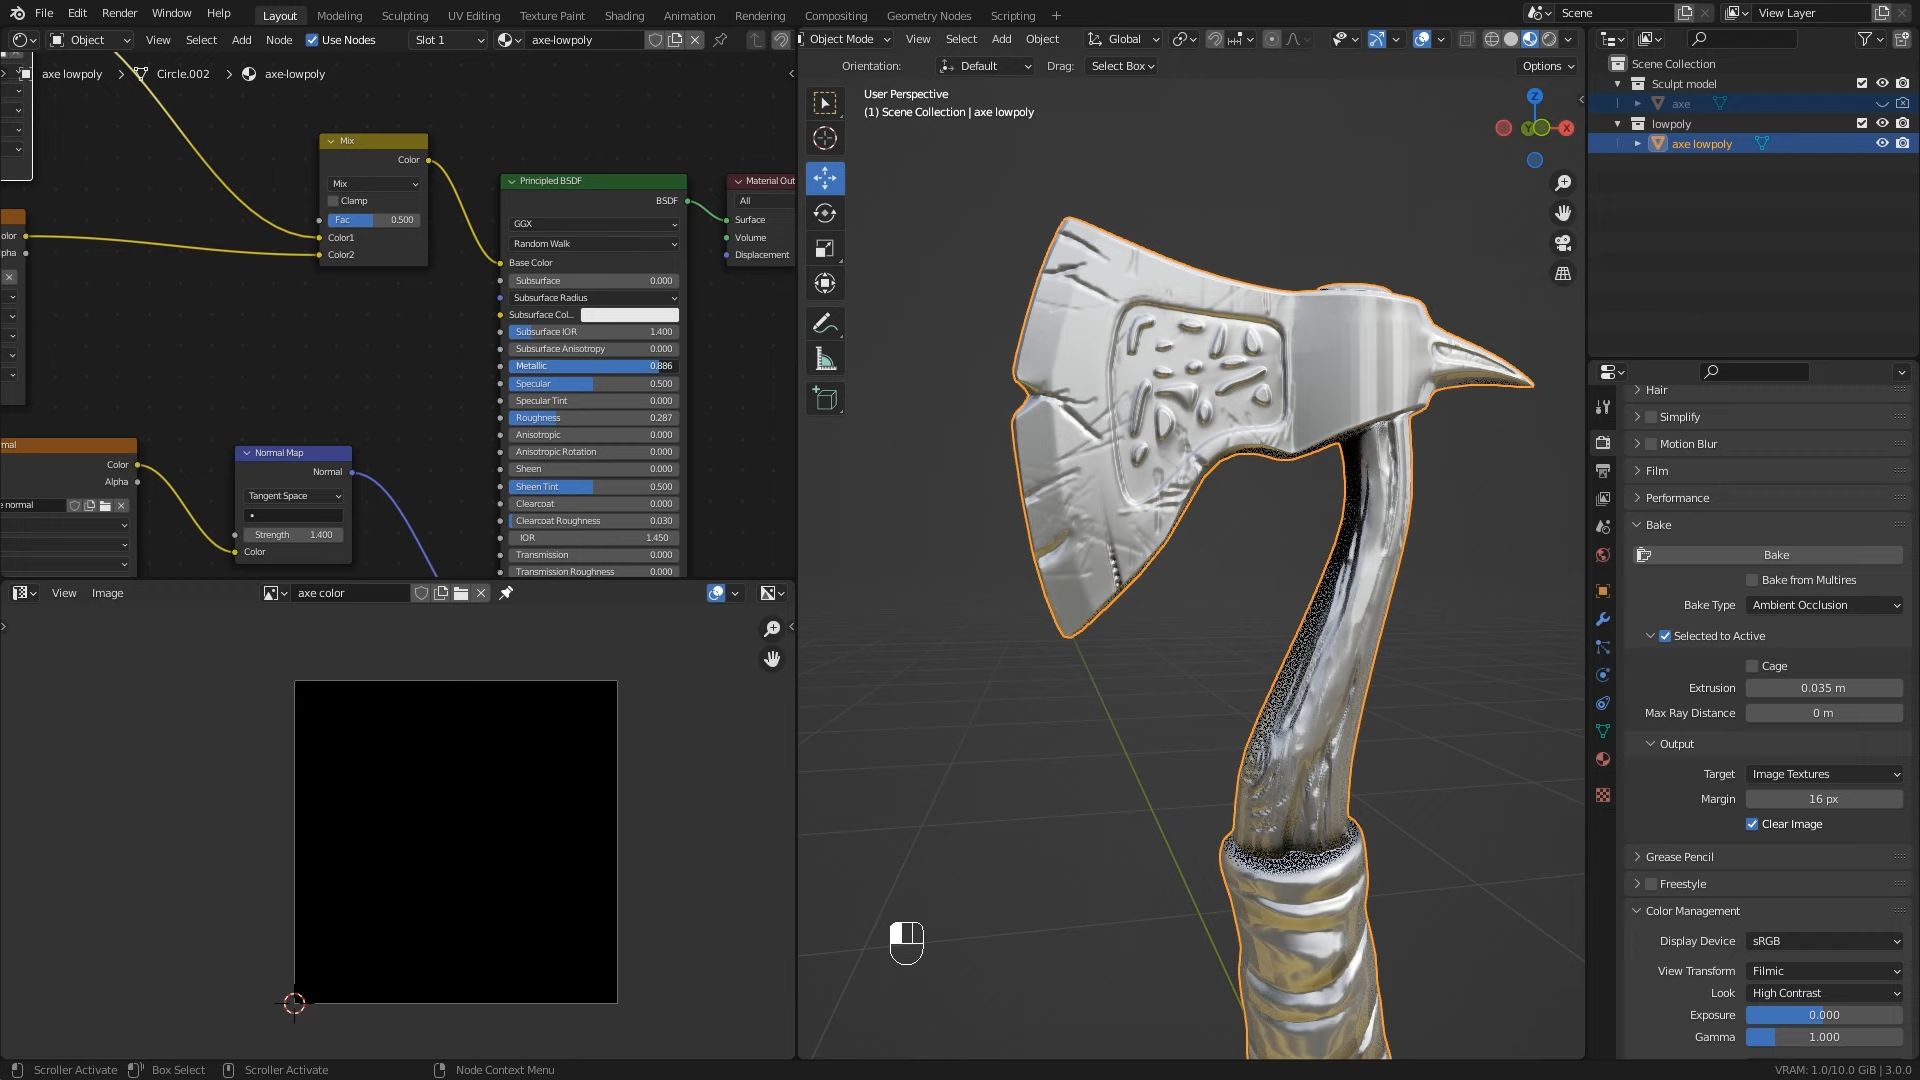 File Edit Render Window Help Layout Modeling Sculpting UV Editing Texture Paint Shading Animation Rendering Compositing Geometry Nodes Scripting + Scene View Layer
Object View Select Add Node Use Nodes Slot 1 axe-lowpoly
Object Mode View Select Add Object Global
axe lowpoly > Circle.002 > axe-lowpoly
Orientation: Default Drag: Select Box Options
User Perspective
(1) Scene Collection | axe lowpoly
Z
Y
X
Mix
Color
Mix
Clamp
Fac 0.500
Color1
Color2
Principled BSDF
BSDF
GGX
Random Walk
Base Color
Subsurface 0.000
Subsurface Radius
Subsurface Col...
Subsurface IOR 1.400
Subsurface Anisotropy 0.000
Metallic 0.886
Specular 0.500
Specular Tint 0.000
Roughness 0.287
Anisotropic 0.000
Anisotropic Rotation 0.000
Sheen 0.000
Sheen Tint 0.500
Clearcoat 0.000
Clearcoat Roughness 0.030
IOR 1.450
Transmission 0.000
Transmission Roughness 0.000
Material Out
All
Surface
Volume
Displacement
olor
pha
mal
Color
Alpha
e normal
Normal Map
Normal
Tangent Space
Strength 1.400
Color
View Image axe color
Scene Collection
Sculpt model
axe
lowpoly
axe lowpoly
Hair
Simplify
Motion Blur
Film
Performance
Bake
Bake
Bake from Multires
Bake Type Ambient Occlusion
Selected to Active
Cage
Extrusion 0.035 m
Max Ray Distance 0 m
Output
Target Image Textures
Margin 16 px
Clear Image
Grease Pencil
Freestyle
Color Management
Display Device sRGB
View Transform Filmic
Look High Contrast
Exposure 0.000
Gamma 1.000
Scroller Activate Box Select Scroller Activate Node Context Menu VRAM: 1.0/10.0 GiB | 3.0.0